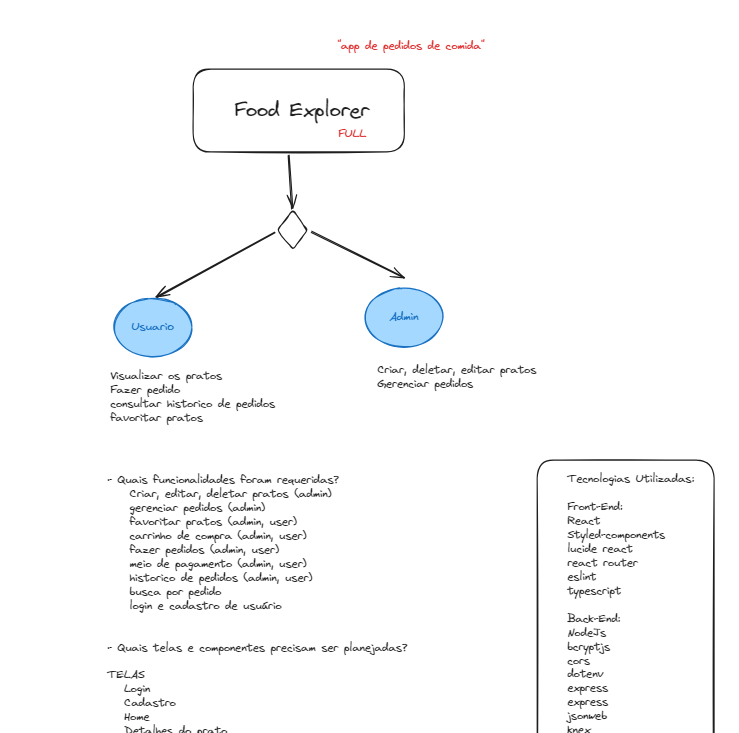 "app de pedidos de comida"
Food Explorer
FULL
Usuario
Admin
Visualizar os pratos
Fazer pedido
consultar historico de pedidos
favoritar pratos
Criar, deletar, editar pratos
Gerenciar pedidos
- Quais funcionalidades foram requeridas?
Criar, editar, deletar pratos (admin)
gerenciar pedidos (admin)
favoritar pratos (admin, user)
carrinho de compra (admin, user)
fazer pedidos (admin, user)
meio de pagamento (admin, user)
historico de pedidos (admin, user)
busca por pedido
login e cadastro de usuário
- Quais telas e componentes precisam ser planejadas?
TELAS
Login
Cadastro
Home
Detalhes do prato
Tecnologias Utilizadas:
Front-End:
React
Styled-components
lucide react
react router
eslint
typescript
Back-End:
NodeJs
bcryptjs
cors
dotenv
express
express
jsonweb
knex